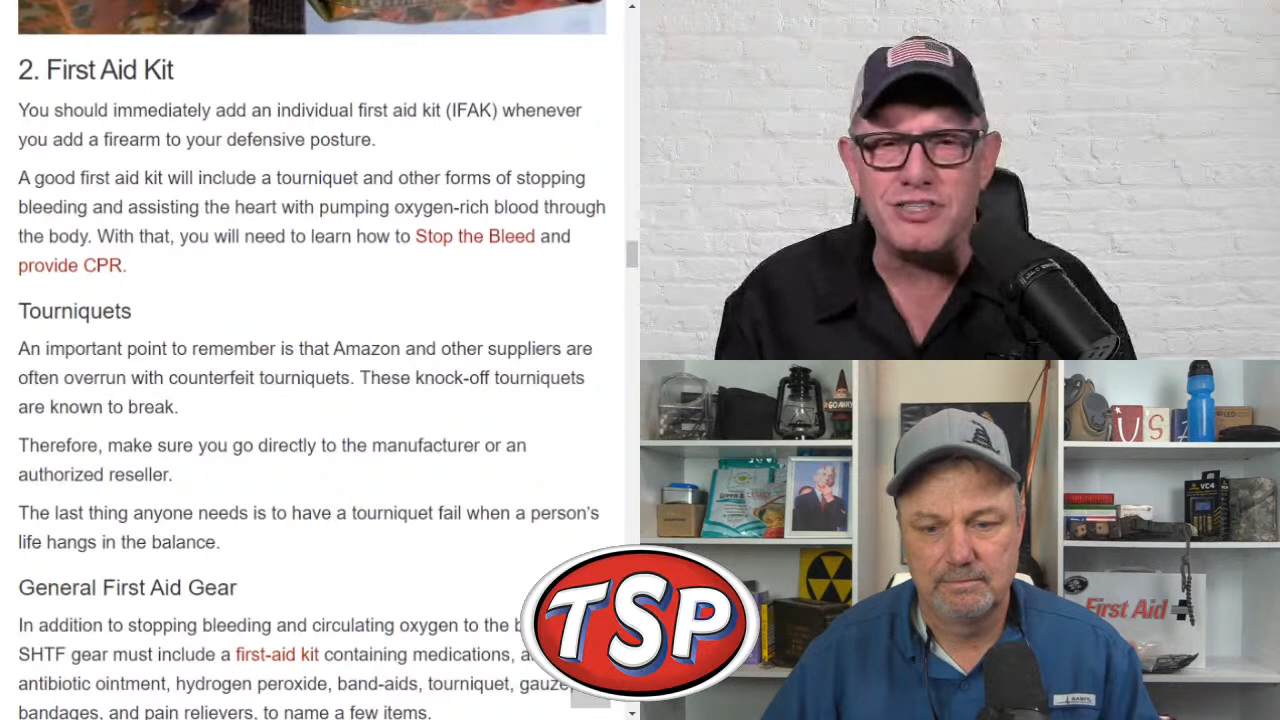 2. First Aid Kit
You should immediately add an individual first aid kit (IFAK) whenever
you add a firearm to your defensive posture.
A good first aid kit will include a tourniquet and other forms of stopping
bleeding and assisting the heart with pumping oxygen-rich blood through
the body. With that, you will need to learn how to Stop the Bleed and
provide CPR.
Tourniquets
An important point to remember is that Amazon and other suppliers are
often overrun with counterfeit tourniquets. These knock-off tourniquets
are known to break.
Therefore, make sure you go directly to the manufacturer or an
authorized reseller.
The last thing anyone needs is to have a touniquet fail when a person's
life hangs in the balance.
General First Aid Gear
In addition to stopping bleeding and circulating oxygen to the
SHTF gear must include a first-aid kit containing medications,
antibiotic ointment, hydrogen peroxide, band-aids, tourniquet, gauze,
bandages, and pain relievers, to name a few items.
TSP
GO AWAY
U S
LED
VC4
First Aid